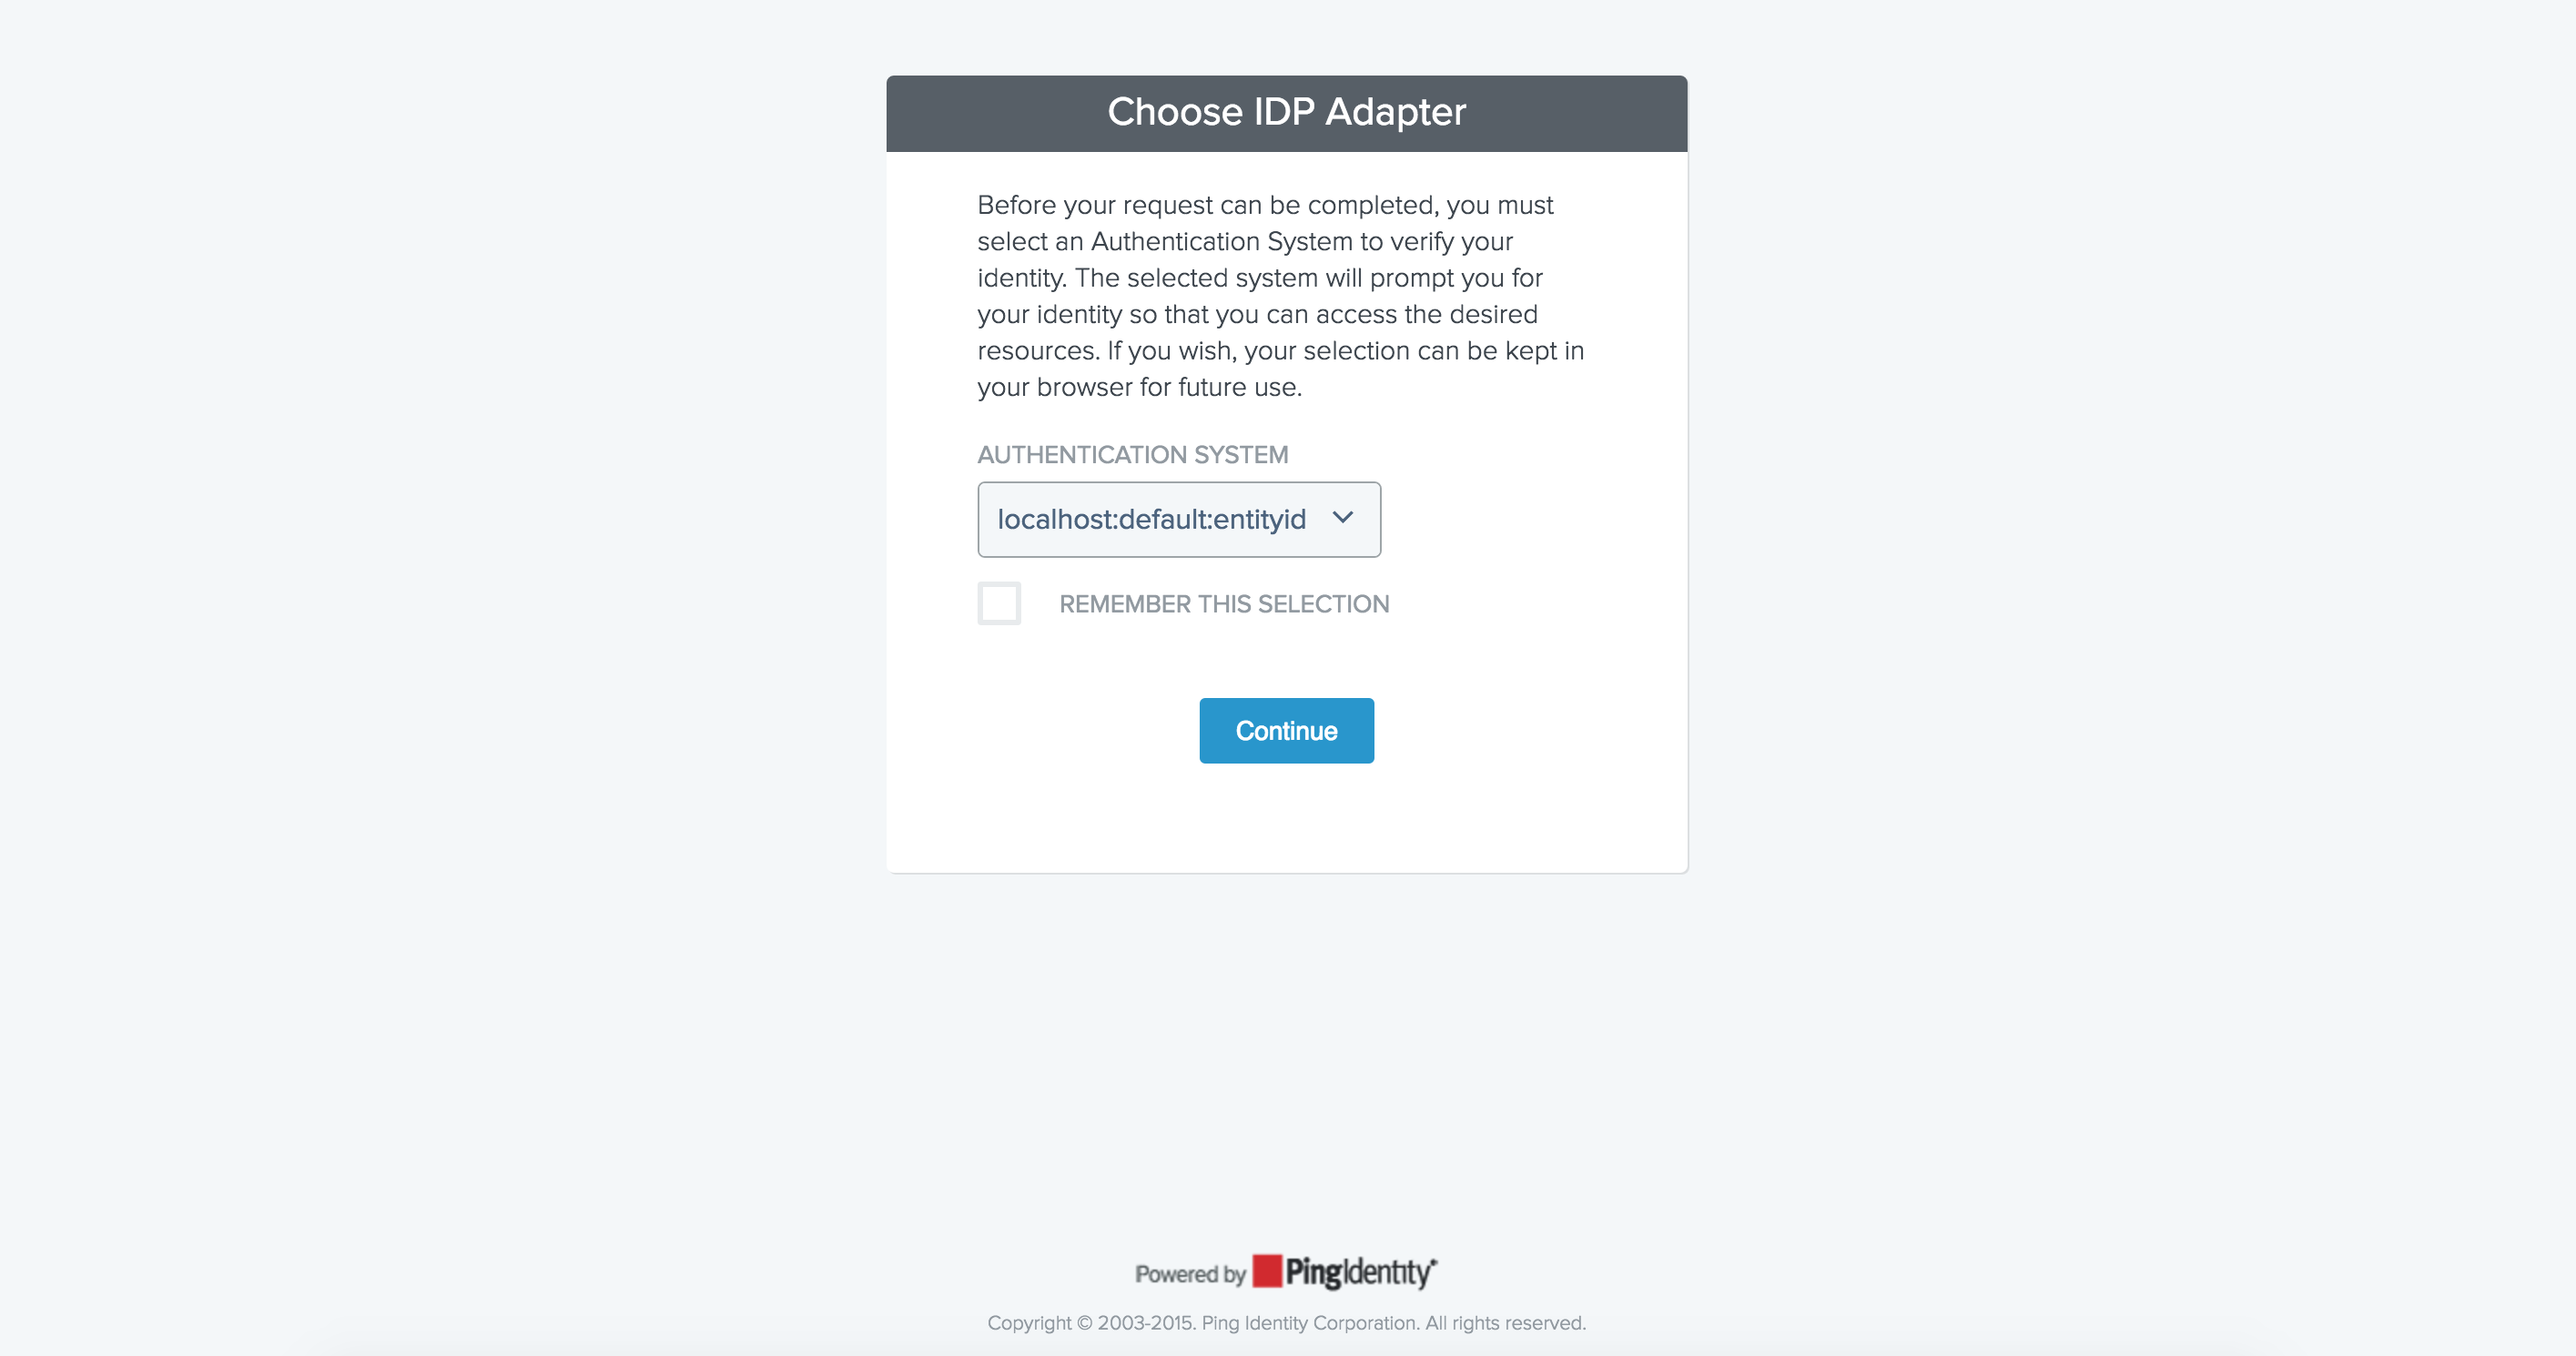 Choose IDP Adapter
Before your request can be completed, you must
select an Authentication System to verify your
identity. The selected system will prompt you for
your identity so that you can access the desired
resources. If you wish, your selection can be kept in
your browser for future use.
AUTHENTICATION SYSTEM
localhost:default:entityid
REMEMBER THIS SELECTION
Continue
Powered by PingIdentity
Copyright © 2003-2015. Ping Identity Corporation. All rights reserved.